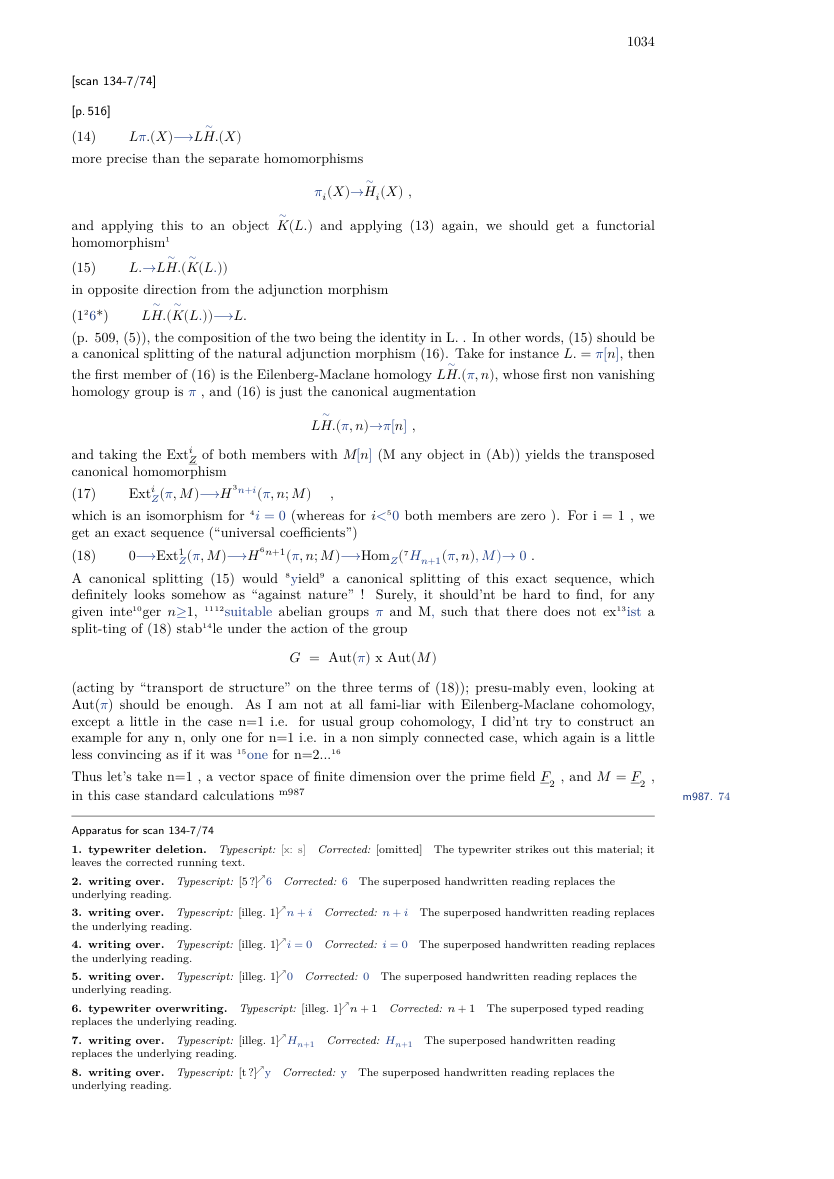 1034
[scan 134-7/74]
[p. 516]
(14) Lπ.(X)⟶LH̃.(X)
more precise than the separate homomorphisms
πᵢ(X)→H̃ᵢ(X) ,
and applying this to an object K̃(L.) and applying (13) again, we should get a functorial
homomorphism¹
(15) L.→LH̃.(K̃(L.))
in opposite direction from the adjunction morphism
(1²6*) LH̃.(K̃(L.))⟶L.
(p. 509, (5)), the composition of the two being the identity in L. . In other words, (15) should be
a canonical splitting of the natural adjunction morphism (16). Take for instance L. = π[n], then
the first member of (16) is the Eilenberg-Maclane homology LH̃.(π, n), whose first non vanishing
homology group is π , and (16) is just the canonical augmentation
LH̃.(π, n)→π[n] ,
and taking the Ext^i_Z of both members with M[n] (M any object in (Ab)) yields the transposed
canonical homomorphism
(17) Ext^i_Z(π, M)⟶H^{³n+i}(π, n; M) ,
which is an isomorphism for ⁴i = 0 (whereas for i<⁵0 both members are zero ). For i = 1 , we
get an exact sequence (“universal coefficients”)
(18) 0⟶Ext^1_Z(π, M)⟶H^{⁶n+1}(π, n; M)⟶Hom_Z(⁷H_{n+1}(π, n), M)→ 0 .
A canonical splitting (15) would ⁸yield⁹ a canonical splitting of this exact sequence, which
definitely looks somehow as “against nature” ! Surely, it should'nt be hard to find, for any
given inte¹⁰ger n≥1, ¹¹¹²suitable abelian groups π and M, such that there does not ex¹³ist a
split-ting of (18) stab¹⁴le under the action of the group
G = Aut(π) x Aut(M)
(acting by “transport de structure” on the three terms of (18)); presu-mably even, looking at
Aut(π) should be enough. As I am not at all fami-liar with Eilenberg-Maclane cohomology,
except a little in the case n=1 i.e. for usual group cohomology, I did'nt try to construct an
example for any n, only one for n=1 i.e. in a non simply connected case, which again is a little
less convincing as if it was ¹⁵one for n=2...¹⁶
Thus let's take n=1 , a vector space of finite dimension over the prime field F₂ , and M = F₂ ,
in this case standard calculations m987
m987. 74
Apparatus for scan 134-7/74
1. typewriter deletion. Typescript: [x: s] Corrected: [omitted] The typewriter strikes out this material; it
leaves the corrected running text.
2. writing over. Typescript: [5 ?]↗6 Corrected: 6 The superposed handwritten reading replaces the
underlying reading.
3. writing over. Typescript: [illeg. 1]↗n + i Corrected: n + i The superposed handwritten reading replaces
the underlying reading.
4. writing over. Typescript: [illeg. 1]↗i = 0 Corrected: i = 0 The superposed handwritten reading replaces
the underlying reading.
5. writing over. Typescript: [illeg. 1]↗0 Corrected: 0 The superposed handwritten reading replaces the
underlying reading.
6. typewriter overwriting. Typescript: [illeg. 1]↗n + 1 Corrected: n + 1 The superposed typed reading
replaces the underlying reading.
7. writing over. Typescript: [illeg. 1]↗H_{n+1} Corrected: H_{n+1} The superposed handwritten reading
replaces the underlying reading.
8. writing over. Typescript: [t ?]↗y Corrected: y The superposed handwritten reading replaces the
underlying reading.